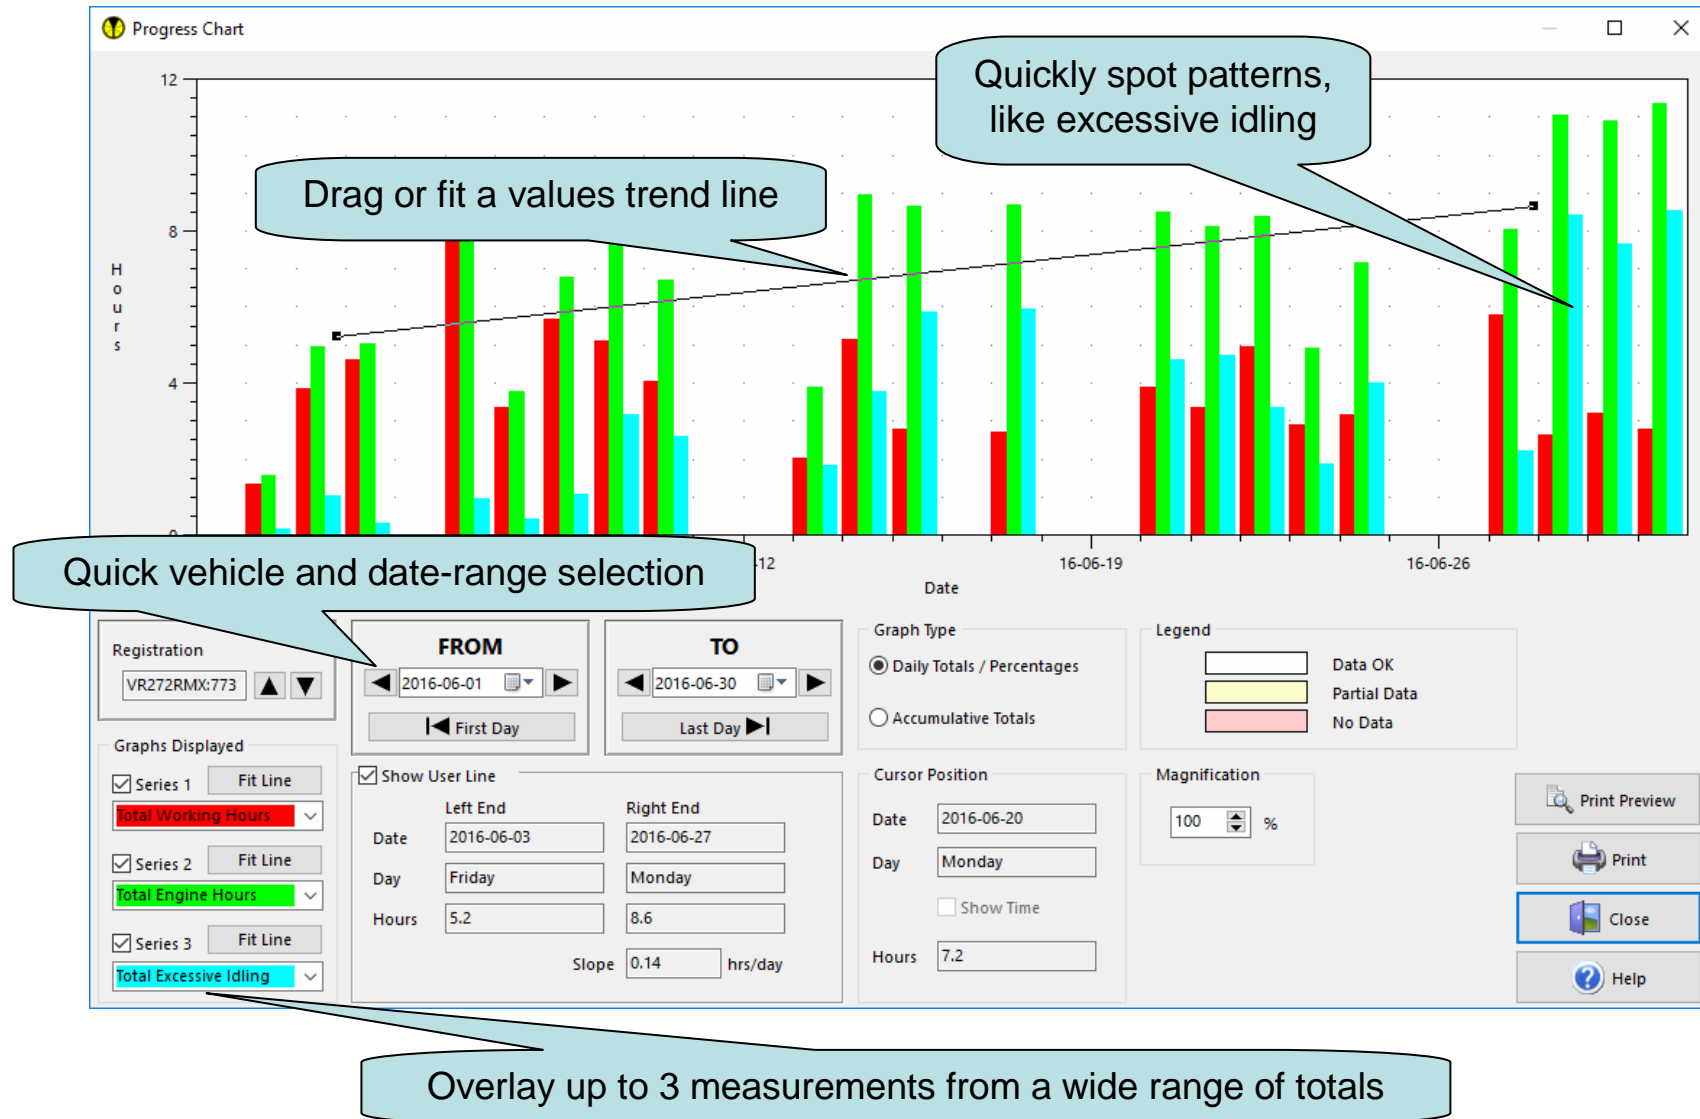 Progress Chart
Quickly spot patterns,
like excessive idling
Drag or fit a values trend line
12
8
4
0
Hours
-12
16-06-19
16-06-26
Date
Quick vehicle and date-range selection
Registration
VR272RMX:773
FROM
2016-06-01
First Day
TO
2016-06-30
Last Day
Graph Type
Daily Totals / Percentages
Accumulative Totals
Legend
Data OK
Partial Data
No Data
Graphs Displayed
Series 1
Fit Line
Total Working Hours
Series 2
Fit Line
Total Engine Hours
Series 3
Fit Line
Total Excessive Idling
Show User Line
Left End
Right End
Date
2016-06-03
2016-06-27
Day
Friday
Monday
Hours
5.2
8.6
Slope
0.14
hrs/day
Cursor Position
Date
2016-06-20
Day
Monday
Show Time
Hours
7.2
Magnification
100
%
Print Preview
Print
Close
Help
Overlay up to 3 measurements from a wide range of totals